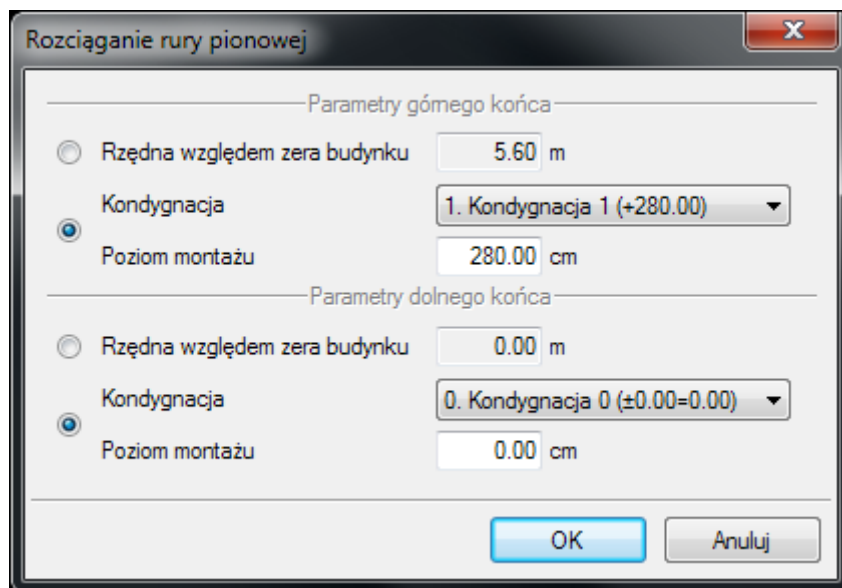 Rozciąganie rury pionowej
Parametry górnego końca
Rzędna względem zera budynku 5.60 m
Kondygnacja 1. Kondygnacja 1 (+280.00)
Poziom montażu 280.00 cm
Parametry dolnego końca
Rzędna względem zera budynku 0.00 m
Kondygnacja 0. Kondygnacja 0 (±0.00=0.00)
Poziom montażu 0.00 cm
OK Anuluj